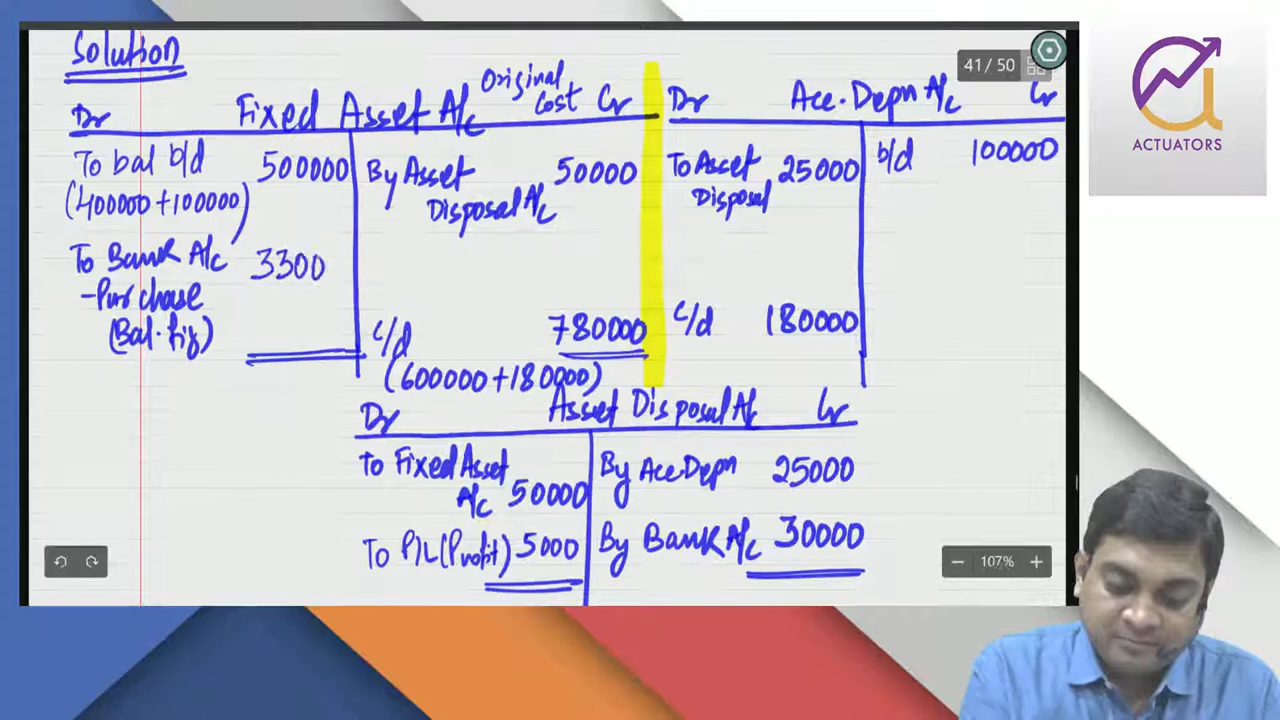 Solution
41 / 50
Dr Fixed Asset A/c Original Cost Cr
To bal b/d 500000
(400000+100000)
To Bank A/c 3300
-Purchase
(Bal. fig)
By Asset 50000
Disposal A/c
c/d 780000
(600000+180000)
Dr Acc. Depn A/c Cr
To Asset 25000
Disposal
c/d 180000
b/d 100000
Dr Asset Disposal A/c Cr
To Fixed Asset
A/c 50000
To P/L (Profit) 5000
By Acc. Depn 25000
By Bank A/c 30000
107%
ACTUATORS